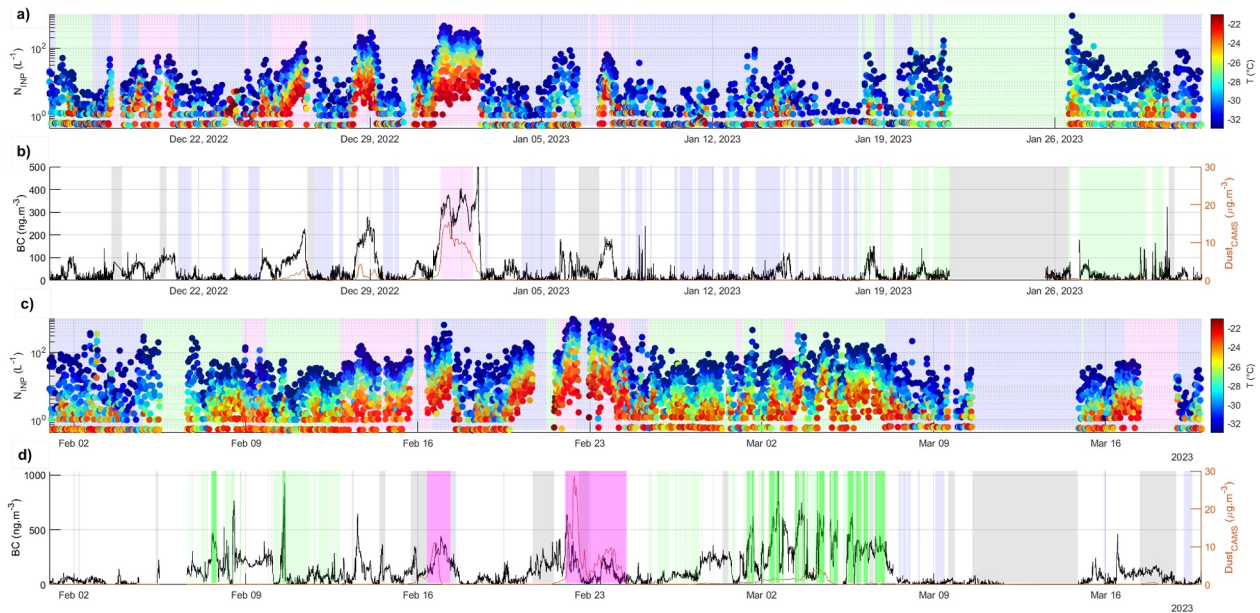 a)
N_INP (L⁻¹)
10²
10⁰
Dec 22, 2022
Dec 29, 2022
Jan 05, 2023
Jan 12, 2023
Jan 19, 2023
Jan 26, 2023
-22
-24
-26
-28
-30
-32
T (°C)
b)
BC (ng.m⁻³)
500
400
300
200
100
0
Dec 22, 2022
Dec 29, 2022
Jan 05, 2023
Jan 12, 2023
Jan 19, 2023
Jan 26, 2023
30
20
10
0
Dust_CAMS (μg.m⁻³)
c)
N_INP (L⁻¹)
10²
10⁰
Feb 02
Feb 09
Feb 16
Feb 23
Mar 02
Mar 09
Mar 16
2023
-22
-24
-26
-28
-30
-32
T (°C)
d)
BC (ng.m⁻³)
1000
500
0
Feb 02
Feb 09
Feb 16
Feb 23
Mar 02
Mar 09
Mar 16
2023
30
20
10
0
Dust_CAMS (μg.m⁻³)